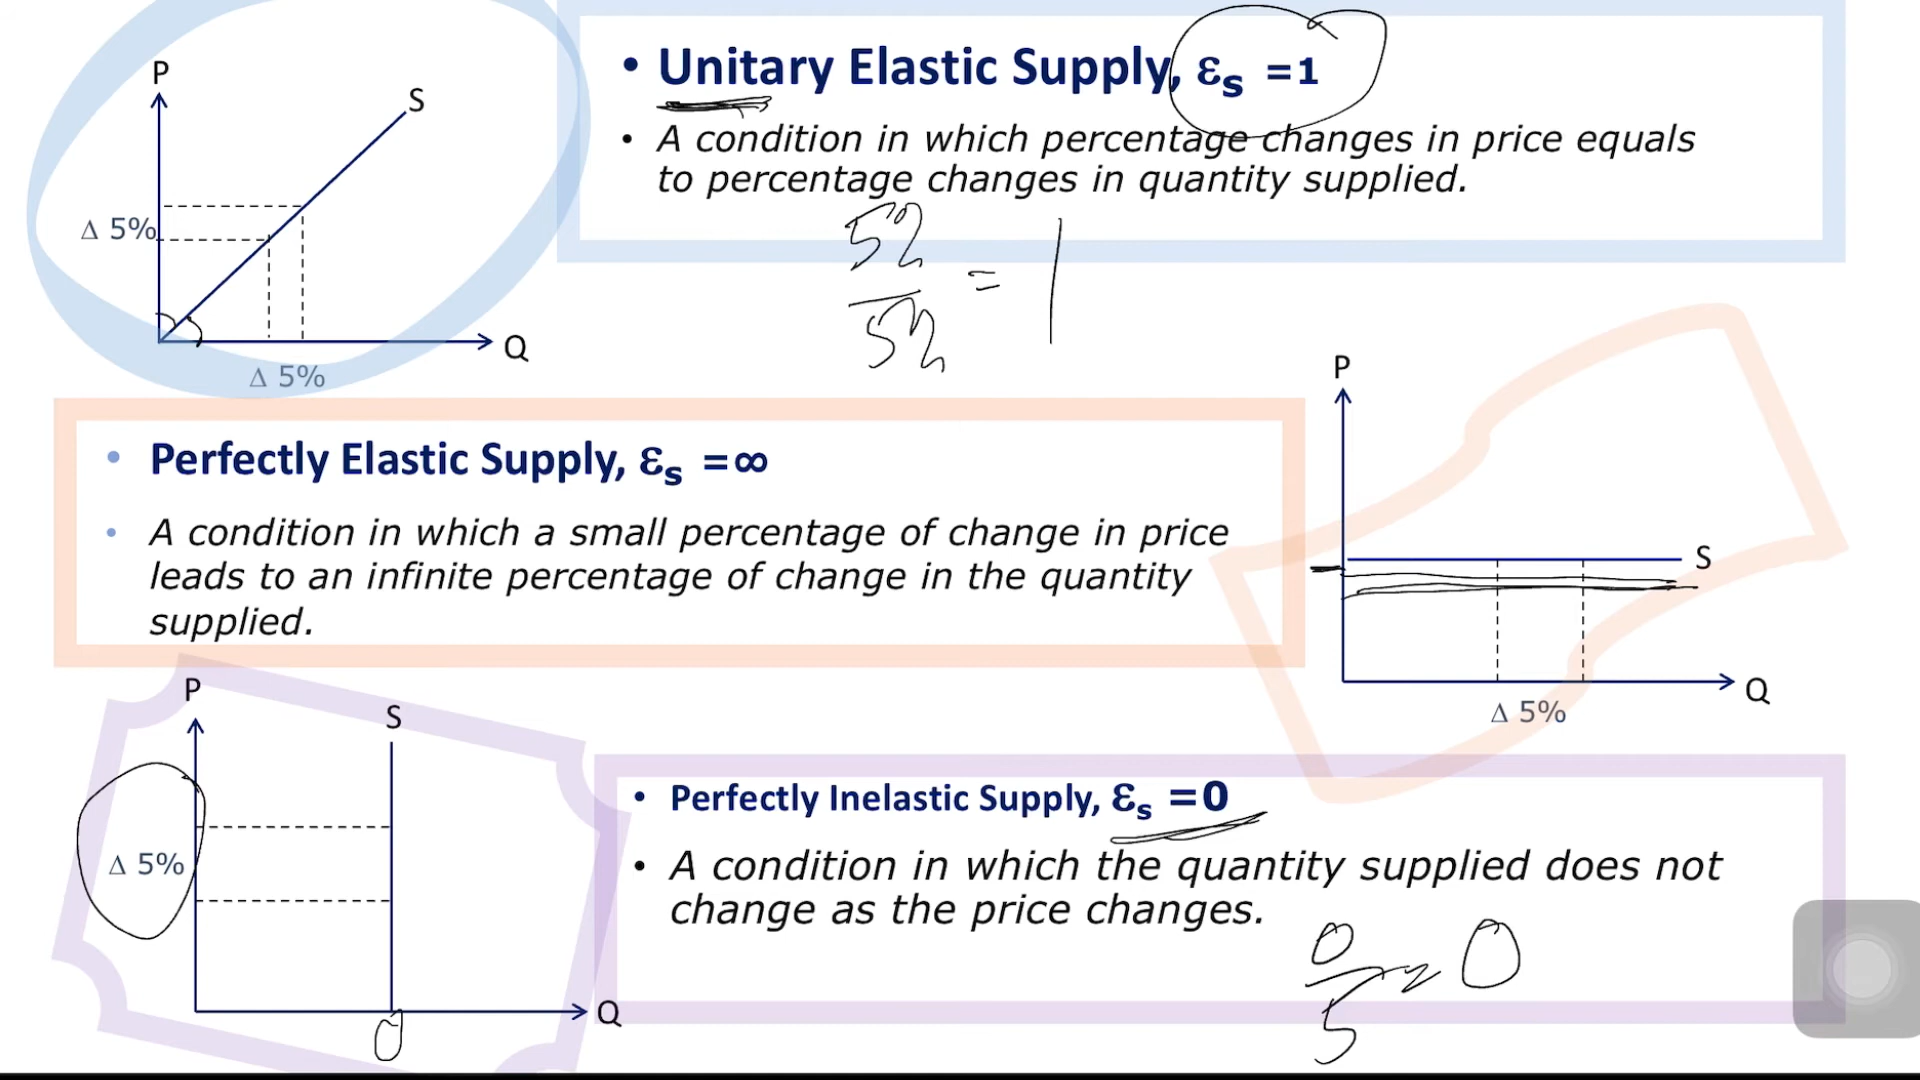 P
S
Δ 5%
Q
Δ 5%
• Unitary Elastic Supply, εs =1
• A condition in which percentage changes in price equals
to percentage changes in quantity supplied.
5%
5%
= 1
• Perfectly Elastic Supply, εs =∞
• A condition in which a small percentage of change in price
leads to an infinite percentage of change in the quantity
supplied.
P
S
Q
Δ 5%
P
S
Δ 5%
Q
• Perfectly Inelastic Supply, εs =0
• A condition in which the quantity supplied does not
change as the price changes.
0
5
= 0